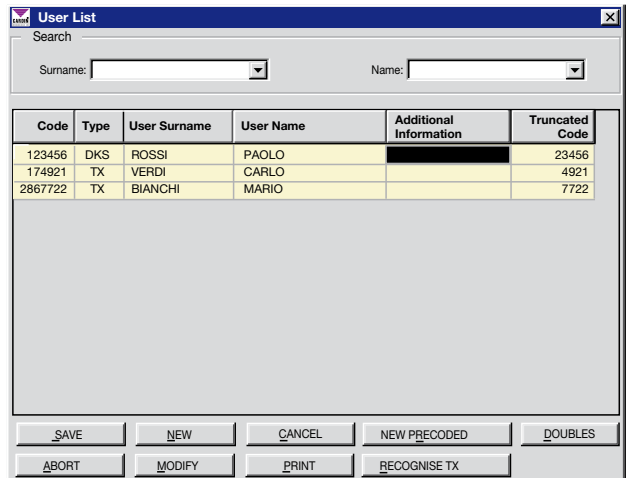 CARDIN User List
Search
Surname: Name:
Code Type User Surname User Name Additional Information Truncated Code
123456 DKS ROSSI PAOLO 23456
174921 TX VERDI CARLO 4921
2867722 TX BIANCHI MARIO 7722
SAVE NEW CANCEL NEW PRECODED DOUBLES
ABORT MODIFY PRINT RECOGNISE TX